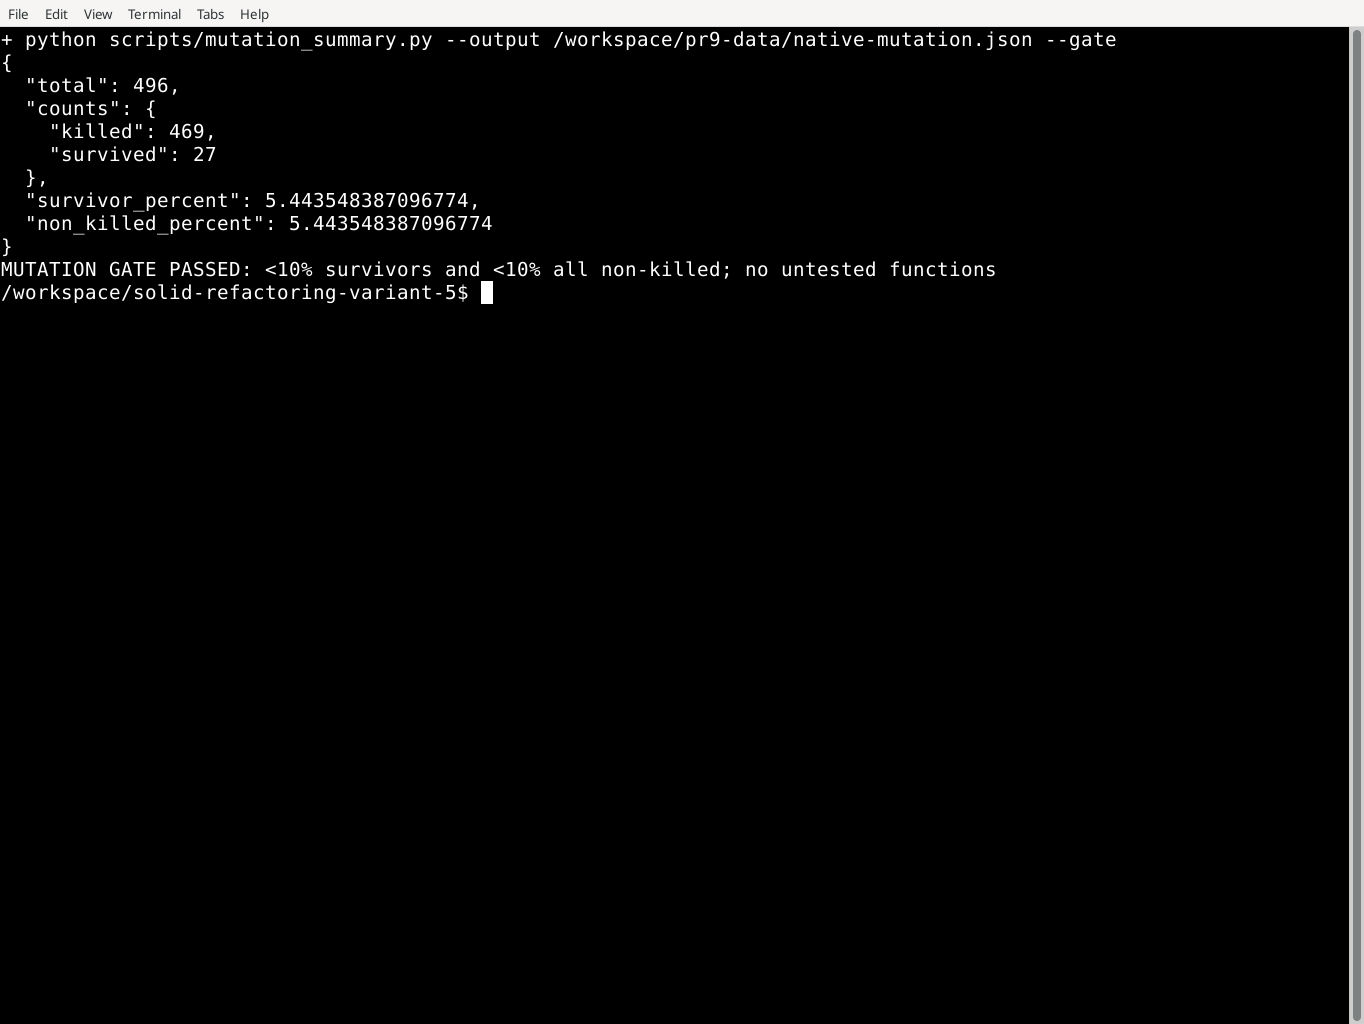 File Edit View Terminal Tabs Help
+ python scripts/mutation_summary.py --output /workspace/pr9-data/native-mutation.json --gate
{
  "total": 496,
  "counts": {
    "killed": 469,
    "survived": 27
  },
  "survivor_percent": 5.443548387096774,
  "non_killed_percent": 5.443548387096774
}
MUTATION GATE PASSED: <10% survivors and <10% all non-killed; no untested functions
/workspace/solid-refactoring-variant-5$